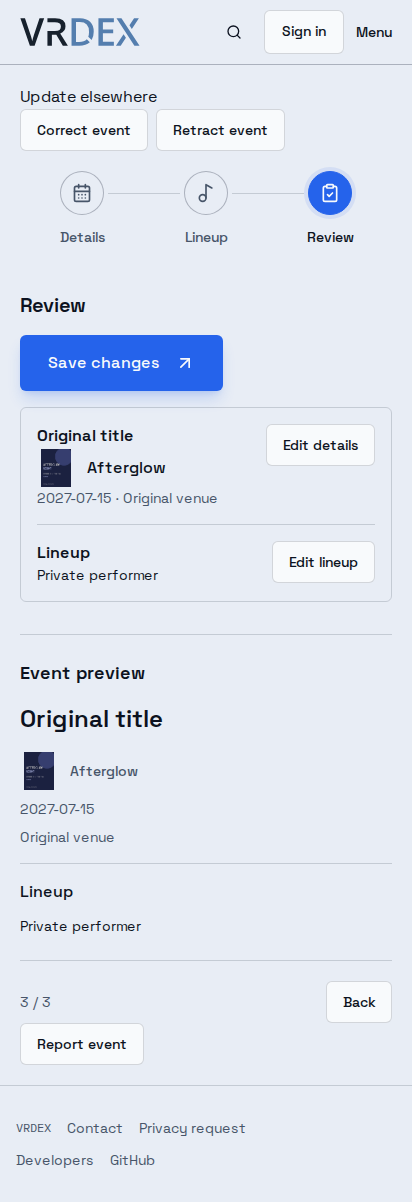 VRDEX
Sign in
Menu
Update elsewhere
Correct event
Retract event
Details
Lineup
Review
Review
Save changes
Original title
Edit details
Afterglow
2027-07-15 · Original venue
Lineup
Edit lineup
Private performer
Event preview
Original title
Afterglow
2027-07-15
Original venue
Lineup
Private performer
3 / 3
Back
Report event
VRDEX Contact Privacy request
Developers GitHub